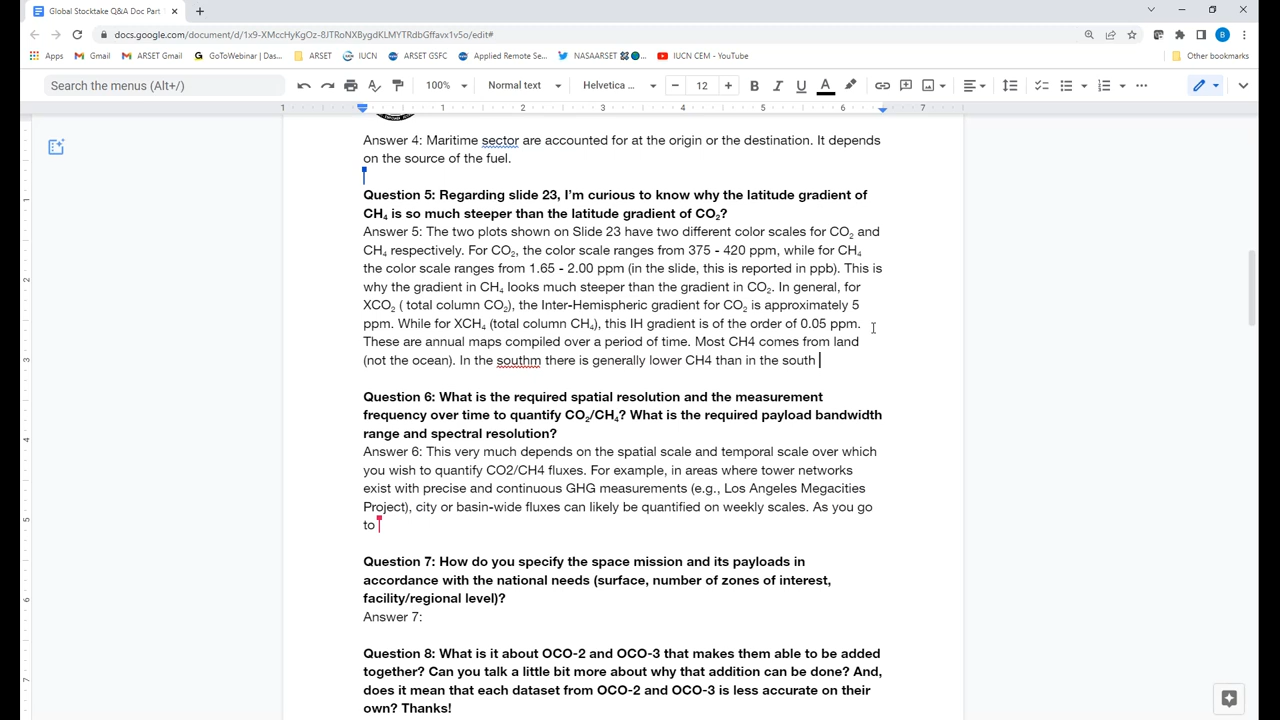 Global Stocktake Q&A Doc Part
docs.google.com/document/d/1x9-XMccHyKgOz-8JTRoNXBygdKLMYTRdbGffavx1v5o/edit#
Apps Gmail ARSET Gmail GoToWebinar | Das... ARSET IUCN ARSET GSFC Applied Remote Se... NASAARSET IUCN CEM - YouTube Other bookmarks
Search the menus (Alt+/) 100% Normal text Helvetica ... 12 B I U A
1 1 2 3 4 5 6 7
Answer 4: Maritime sector are accounted for at the origin or the destination. It depends
on the source of the fuel.
Question 5: Regarding slide 23, I'm curious to know why the latitude gradient of
CH₄ is so much steeper than the latitude gradient of CO₂?
Answer 5: The two plots shown on Slide 23 have two different color scales for CO₂ and
CH₄ respectively. For CO₂, the color scale ranges from 375 - 420 ppm, while for CH₄
the color scale ranges from 1.65 - 2.00 ppm (in the slide, this is reported in ppb). This is
why the gradient in CH₄ looks much steeper than the gradient in CO₂. In general, for
XCO₂ ( total column CO₂), the Inter-Hemispheric gradient for CO₂ is approximately 5
ppm. While for XCH₄ (total column CH₄), this IH gradient is of the order of 0.05 ppm.
These are annual maps compiled over a period of time. Most CH4 comes from land
(not the ocean). In the southm there is generally lower CH4 than in the south
Question 6: What is the required spatial resolution and the measurement
frequency over time to quantify CO₂/CH₄? What is the required payload bandwidth
range and spectral resolution?
Answer 6: This very much depends on the spatial scale and temporal scale over which
you wish to quantify CO2/CH4 fluxes. For example, in areas where tower networks
exist with precise and continuous GHG measurements (e.g., Los Angeles Megacities
Project), city or basin-wide fluxes can likely be quantified on weekly scales. As you go
to
Question 7: How do you specify the space mission and its payloads in
accordance with the national needs (surface, number of zones of interest,
facility/regional level)?
Answer 7:
Question 8: What is it about OCO-2 and OCO-3 that makes them able to be added
together? Can you talk a little bit more about why that addition can be done? And,
does it mean that each dataset from OCO-2 and OCO-3 is less accurate on their
own? Thanks!